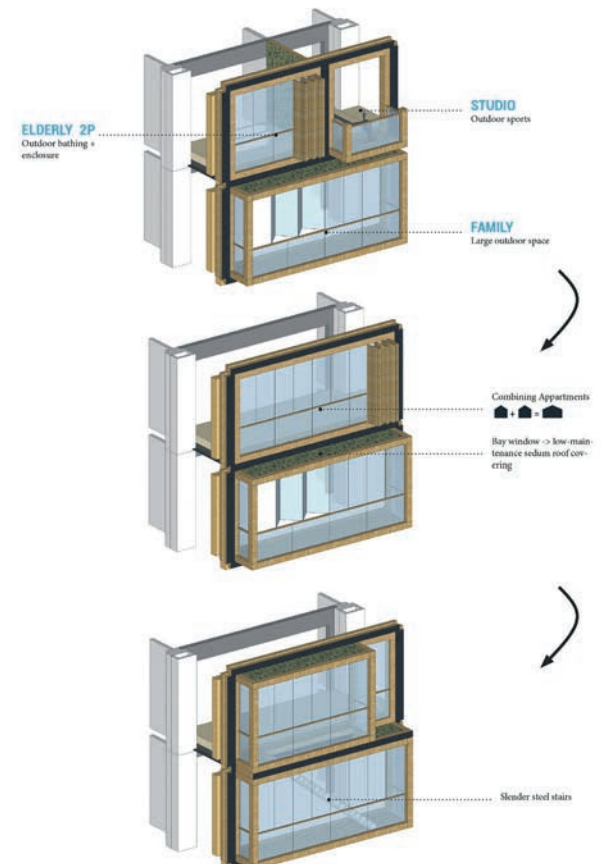 ELDERLY 2P
Outdoor bathing +
enclosure
STUDIO
Outdoor sports
FAMILY
Large outdoor space
Combining Appartments
+ =
Bay window -> low-main-
tenance sedum roof cov-
ering
Slender steel stairs